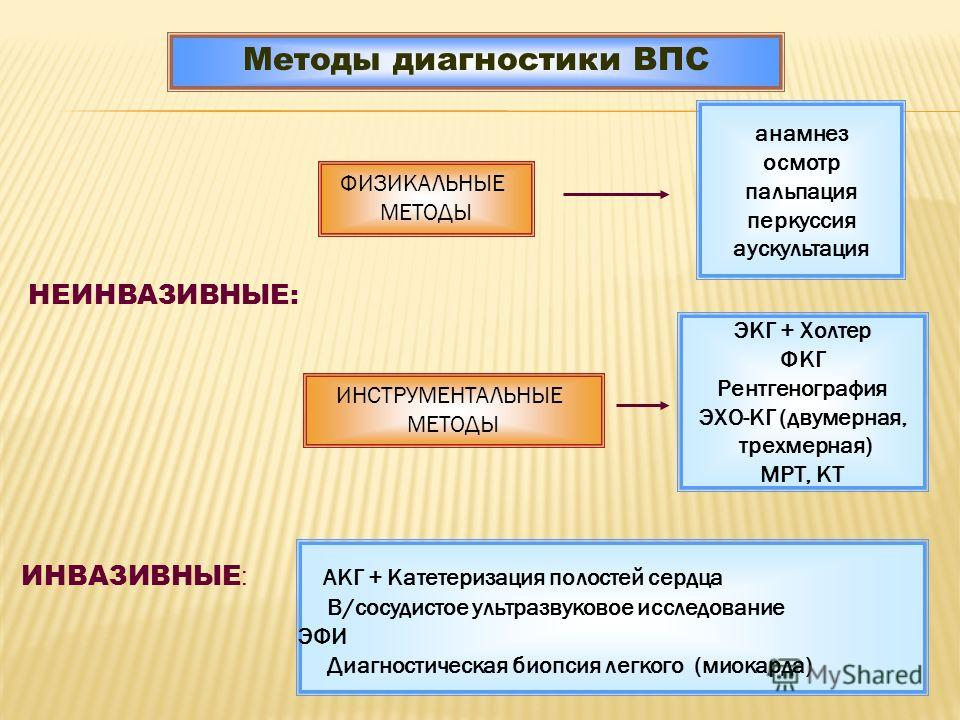 Методы диагностики ВПС
ФИЗИКАЛЬНЫЕ
МЕТОДЫ
анамнез
осмотр
пальпация
перкуссия
аускультация
НЕИНВАЗИВНЫЕ:
ИНСТРУМЕНТАЛЬНЫЕ
МЕТОДЫ
ЭКГ + Холтер
ФКГ
Рентгенография
ЭХО-КГ (двумерная,
трехмерная)
МРТ, КТ
ИНВАЗИВНЫЕ:
АКГ + Катетеризация полостей сердца
В/сосудистое ультразвуковое исследование
ЭФИ
Диагностическая биопсия легкого (миокарда)
MyShared